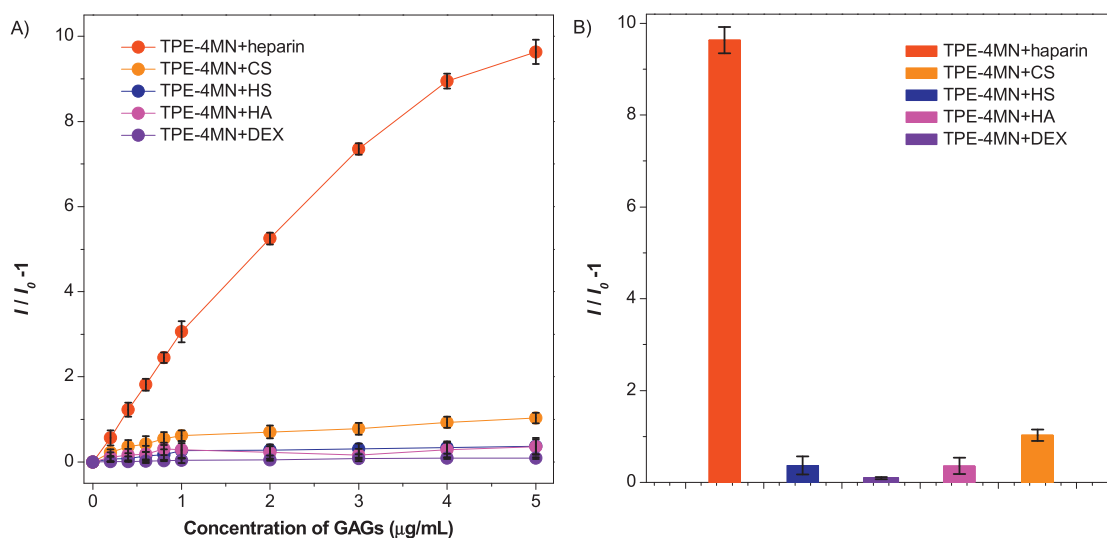 A)
10
8
6
4
2
0
I / I0 -1
TPE-4MN+heparin
TPE-4MN+CS
TPE-4MN+HS
TPE-4MN+HA
TPE-4MN+DEX
0 1 2 3 4 5
Concentration of GAGs (μg/mL)
B)
10
8
6
4
2
0
I / I0 -1
TPE-4MN+haparin
TPE-4MN+CS
TPE-4MN+HS
TPE-4MN+HA
TPE-4MN+DEX